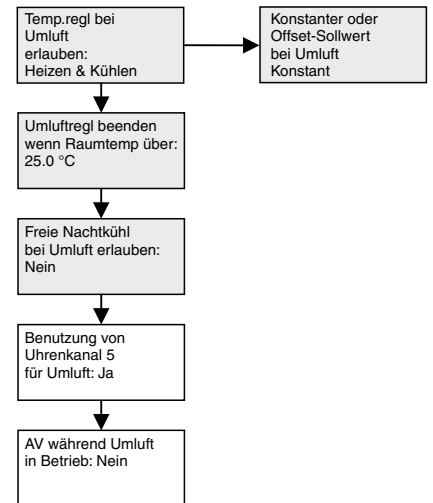 Temp.regl bei
Umluft
erlauben:
Heizen & Kühlen
Konstanter oder
Offset-Sollwert
bei Umluft
Konstant
Umluftregl beenden
wenn Raumtemp über:
25.0 °C
Freie Nachtkühl
bei Umluft erlauben:
Nein
Benutzung von
Uhrenkanal 5
für Umluft: Ja
AV während Umluft
in Betrieb: Nein